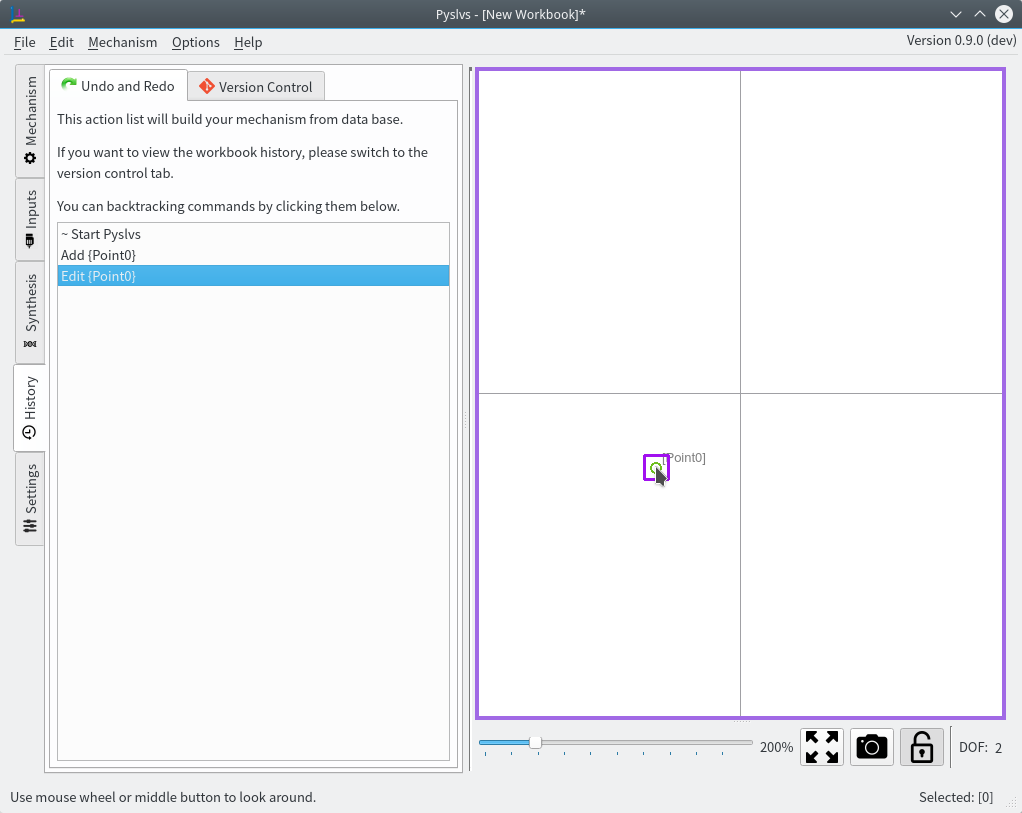 Pyslvs - [New Workbook]*
File Edit Mechanism Options Help
Version 0.9.0 (dev)
Mechanism
Inputs
Synthesis
History
Settings
Undo and Redo
Version Control
This action list will build your mechanism from data base.
If you want to view the workbook history, please switch to the
version control tab.
You can backtracking commands by clicking them below.
~ Start Pyslvs
Add {Point0}
Edit {Point0}
[Point0]
200%
DOF: 2
Use mouse wheel or middle button to look around.
Selected: [0]